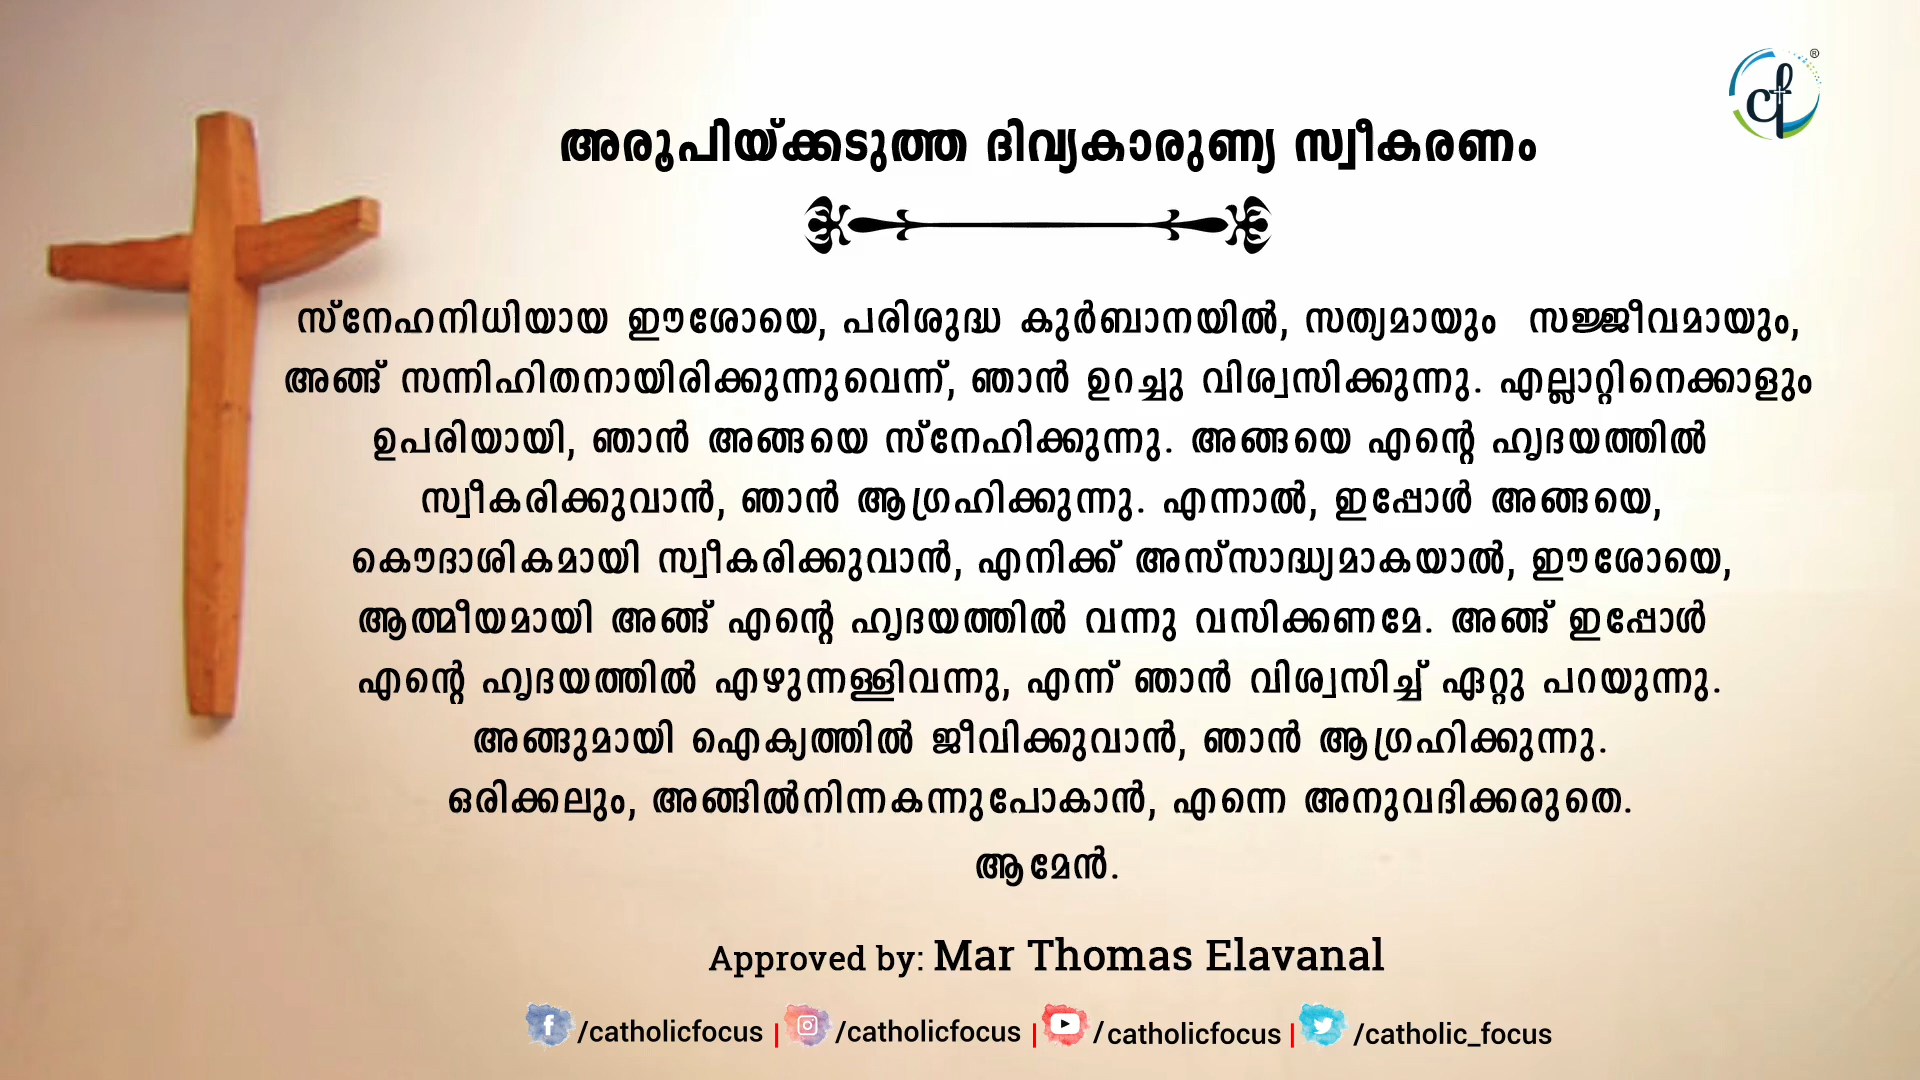 cf®
അരൂപിയ്ക്കടുത്ത ദിവ്യകാരുണ്യ സ്വീകരണം
സ്നേഹനിധിയായ ഈശോയെ, പരിശുദ്ധ കുർബാനയിൽ, സത്യമായും സജ്ജീവമായും,
അങ്ങ് സന്നിഹിതനായിരിക്കുന്നുവെന്ന്, ഞാൻ ഉറച്ചു വിശ്വസിക്കുന്നു. എല്ലാറ്റിനെക്കാളും
ഉപരിയായി, ഞാൻ അങ്ങയെ സ്നേഹിക്കുന്നു. അങ്ങയെ എന്റെ ഹൃദയത്തിൽ
സ്വീകരിക്കുവാൻ, ഞാൻ ആഗ്രഹിക്കുന്നു. എന്നാൽ, ഇപ്പോൾ അങ്ങയെ,
കൌദാശികമായി സ്വീകരിക്കുവാൻ, എനിക്ക് അസ്സാദ്ധ്യമാകയാൽ, ഈശോയെ,
ആത്മീയമായി അങ്ങ് എന്റെ ഹൃദയത്തിൽ വന്നു വസിക്കണമേ. അങ്ങ് ഇപ്പോൾ
എന്റെ ഹൃദയത്തിൽ എഴുന്നള്ളിവന്നു, എന്ന് ഞാൻ വിശ്വസിച്ച് ഏറ്റു പറയുന്നു.
അങ്ങുമായി ഐക്യത്തിൽ ജീവിക്കുവാൻ, ഞാൻ ആഗ്രഹിക്കുന്നു.
ഒരിക്കലും, അങ്ങിൽനിന്നകന്നുപോകാൻ, എന്നെ അനുവദിക്കരുതെ.
ആമേൻ.
Approved by: Mar Thomas Elavanal
/catholicfocus | /catholicfocus | /catholicfocus | /catholic_focus